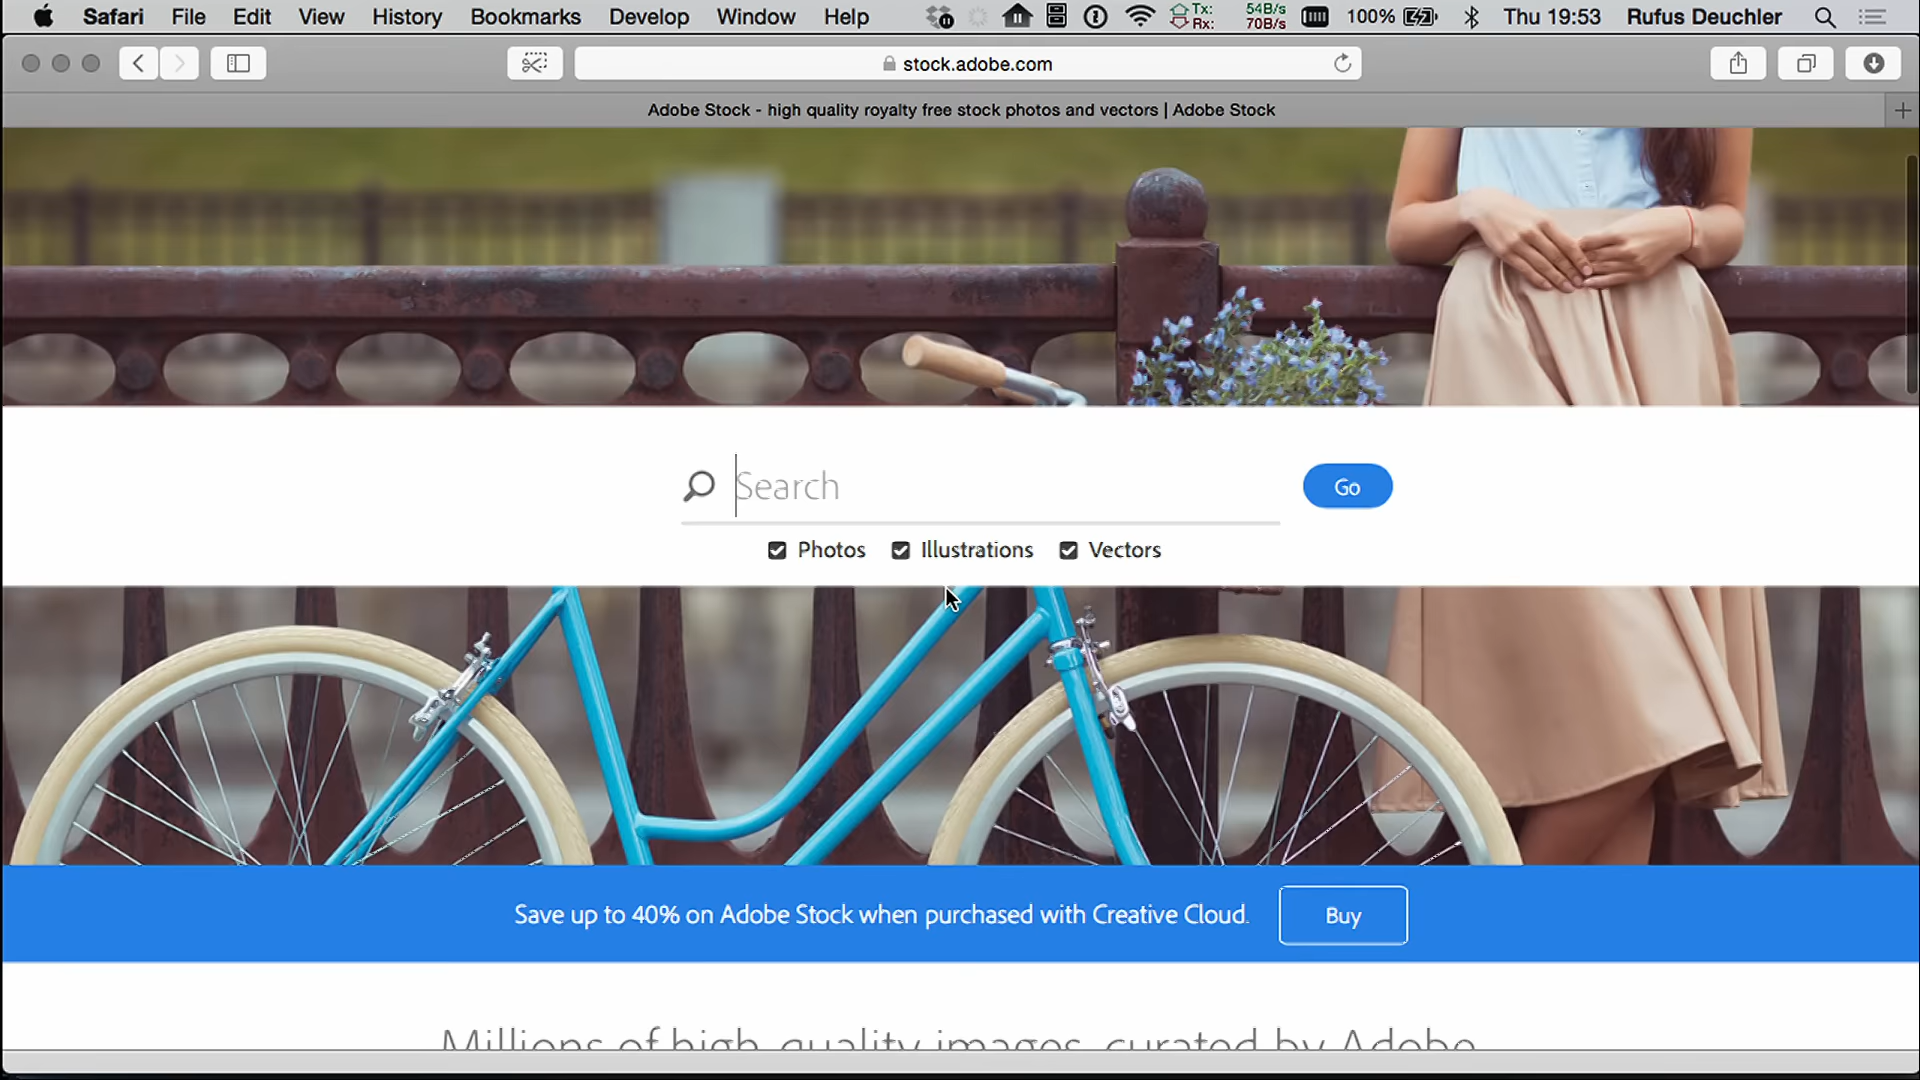 Safari File Edit View History Bookmarks Develop Window Help Tx: 54B/s Rx: 70B/s 100% Thu 19:53 Rufus Deuchler
stock.adobe.com
Adobe Stock - high quality royalty free stock photos and vectors | Adobe Stock
Search
Go
Photos Illustrations Vectors
Save up to 40% on Adobe Stock when purchased with Creative Cloud. Buy
Millions of high-quality images, curated by Adobe